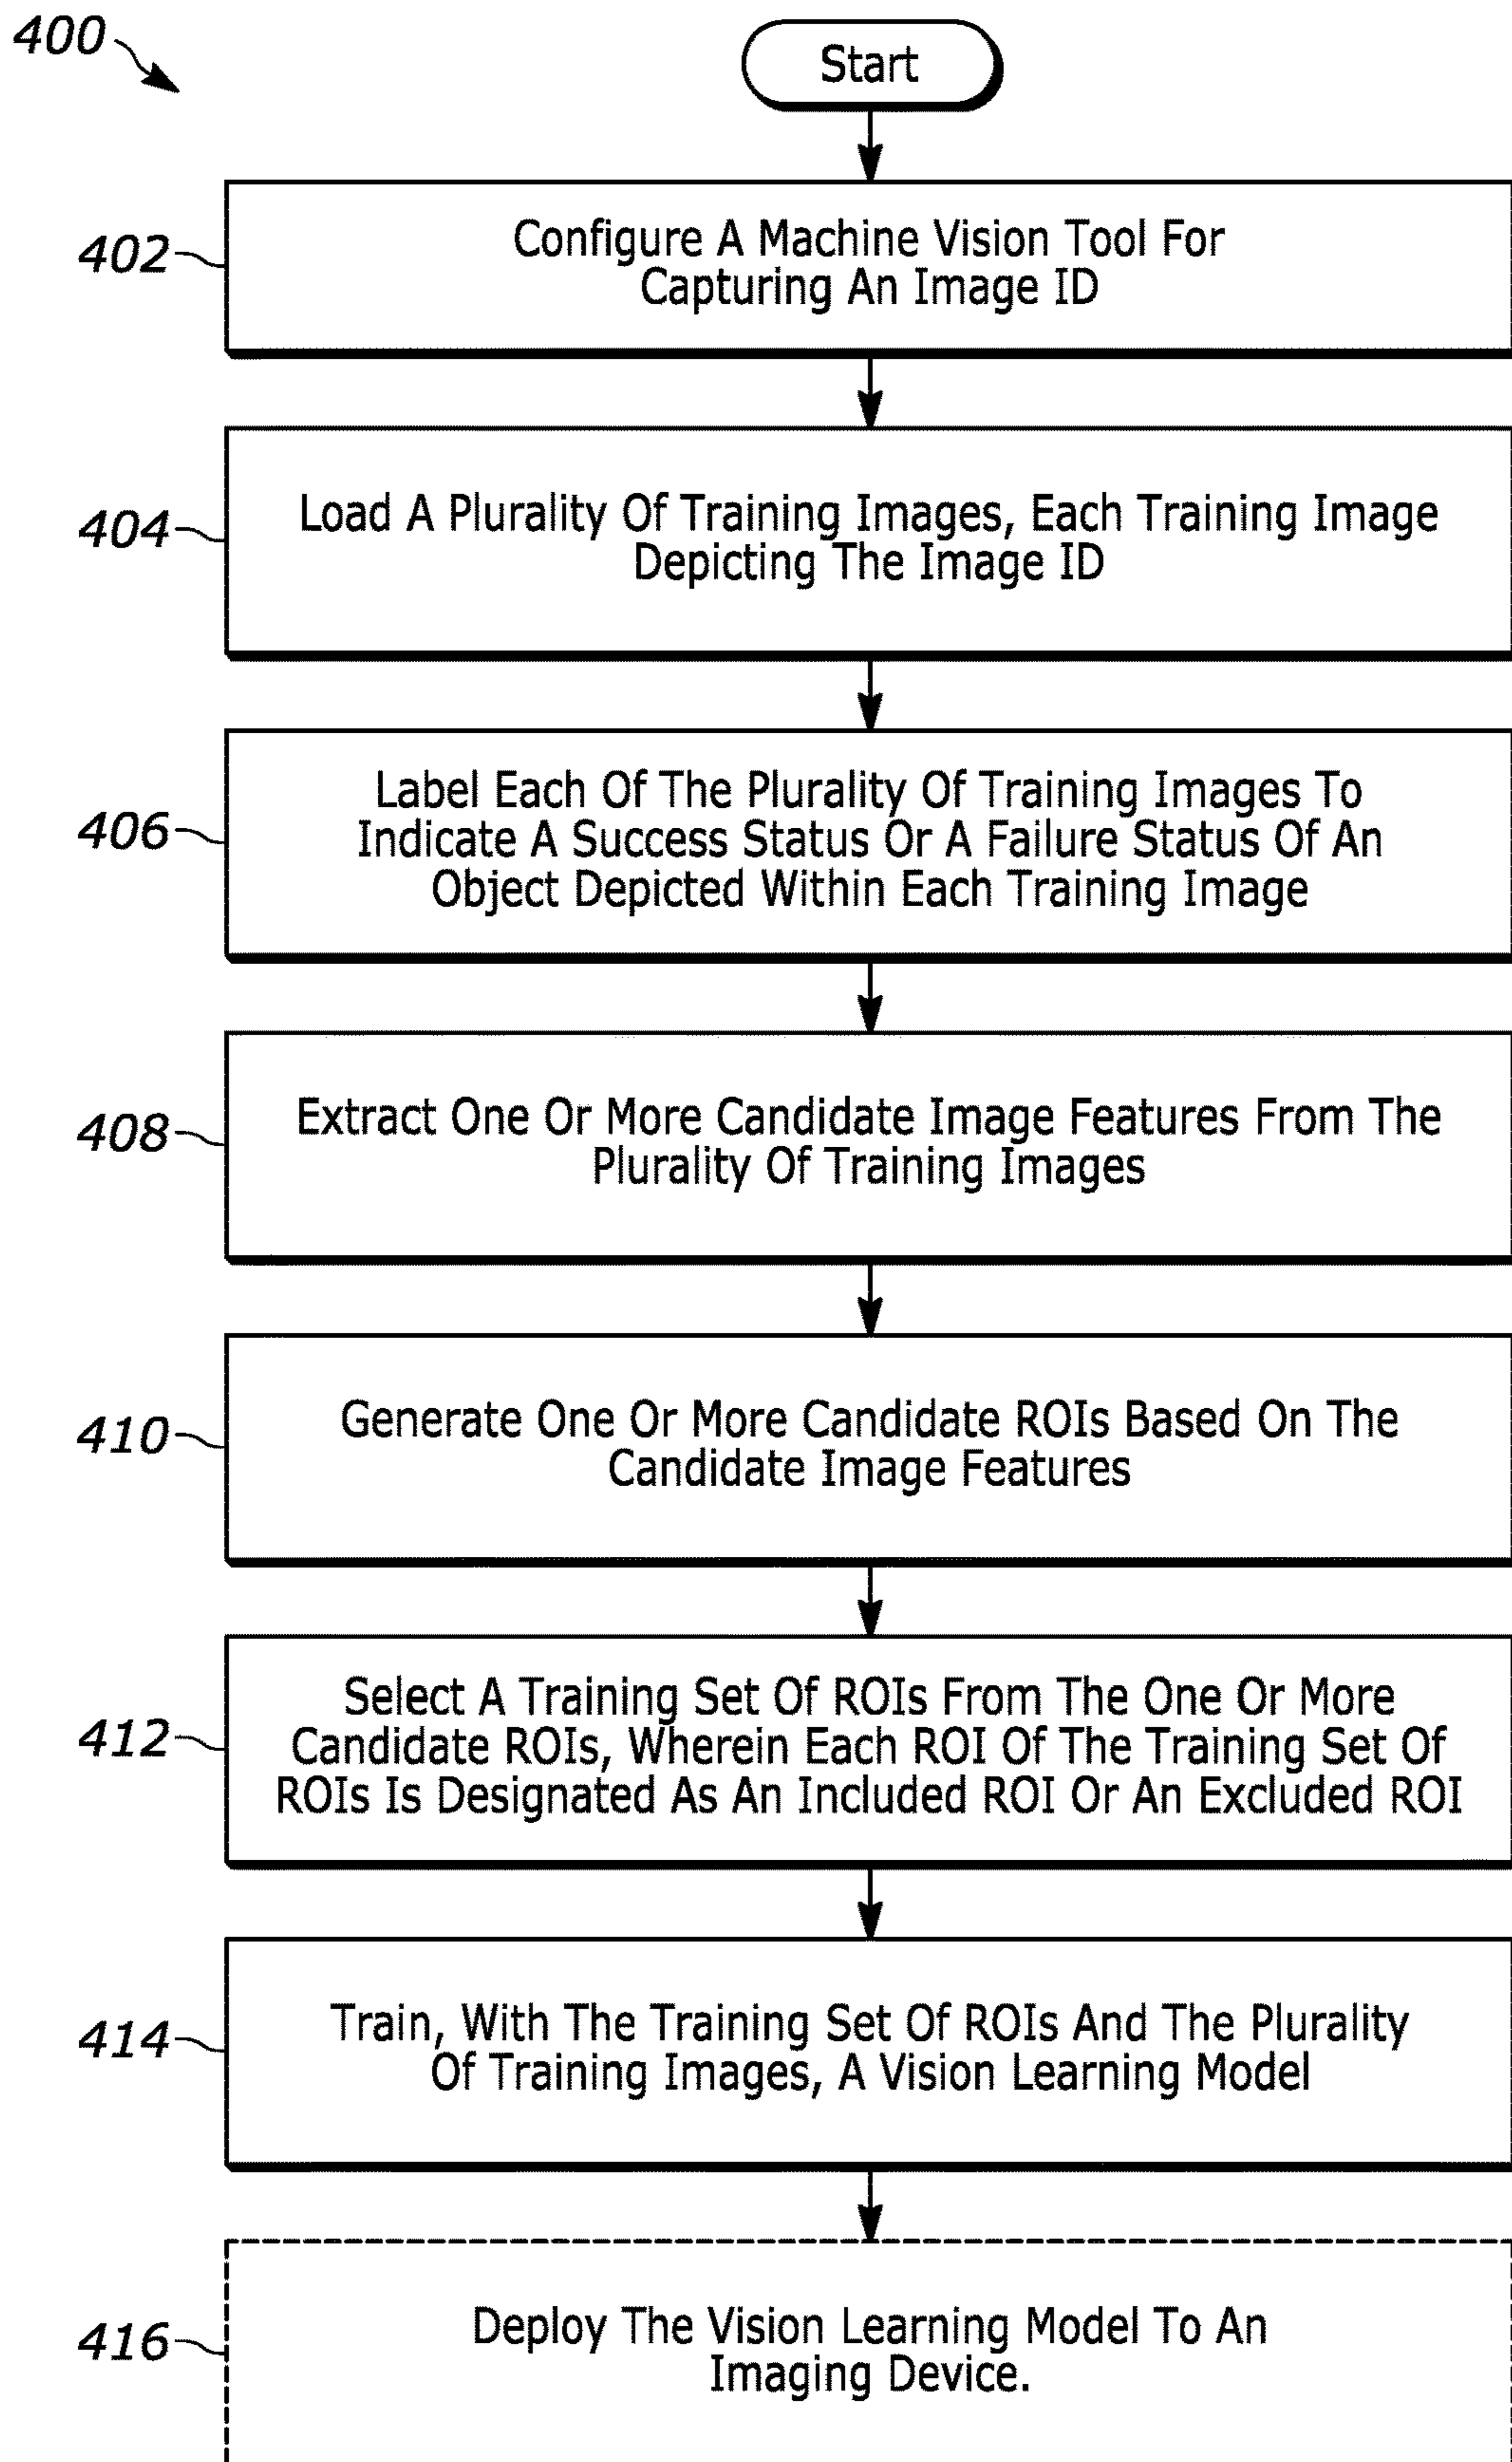 400
Start
402
Configure A Machine Vision Tool For
Capturing An Image ID
404
Load A Plurality Of Training Images, Each Training Image
Depicting The Image ID
406
Label Each Of The Plurality Of Training Images To
Indicate A Success Status Or A Failure Status Of An
Object Depicted Within Each Training Image
408
Extract One Or More Candidate Image Features From The
Plurality Of Training Images
410
Generate One Or More Candidate ROIs Based On The
Candidate Image Features
412
Select A Training Set Of ROIs From The One Or More
Candidate ROIs, Wherein Each ROI Of The Training Set Of
ROIs Is Designated As An Included ROI Or An Excluded ROI
414
Train, With The Training Set Of ROIs And The Plurality
Of Training Images, A Vision Learning Model
416
Deploy The Vision Learning Model To An
Imaging Device.